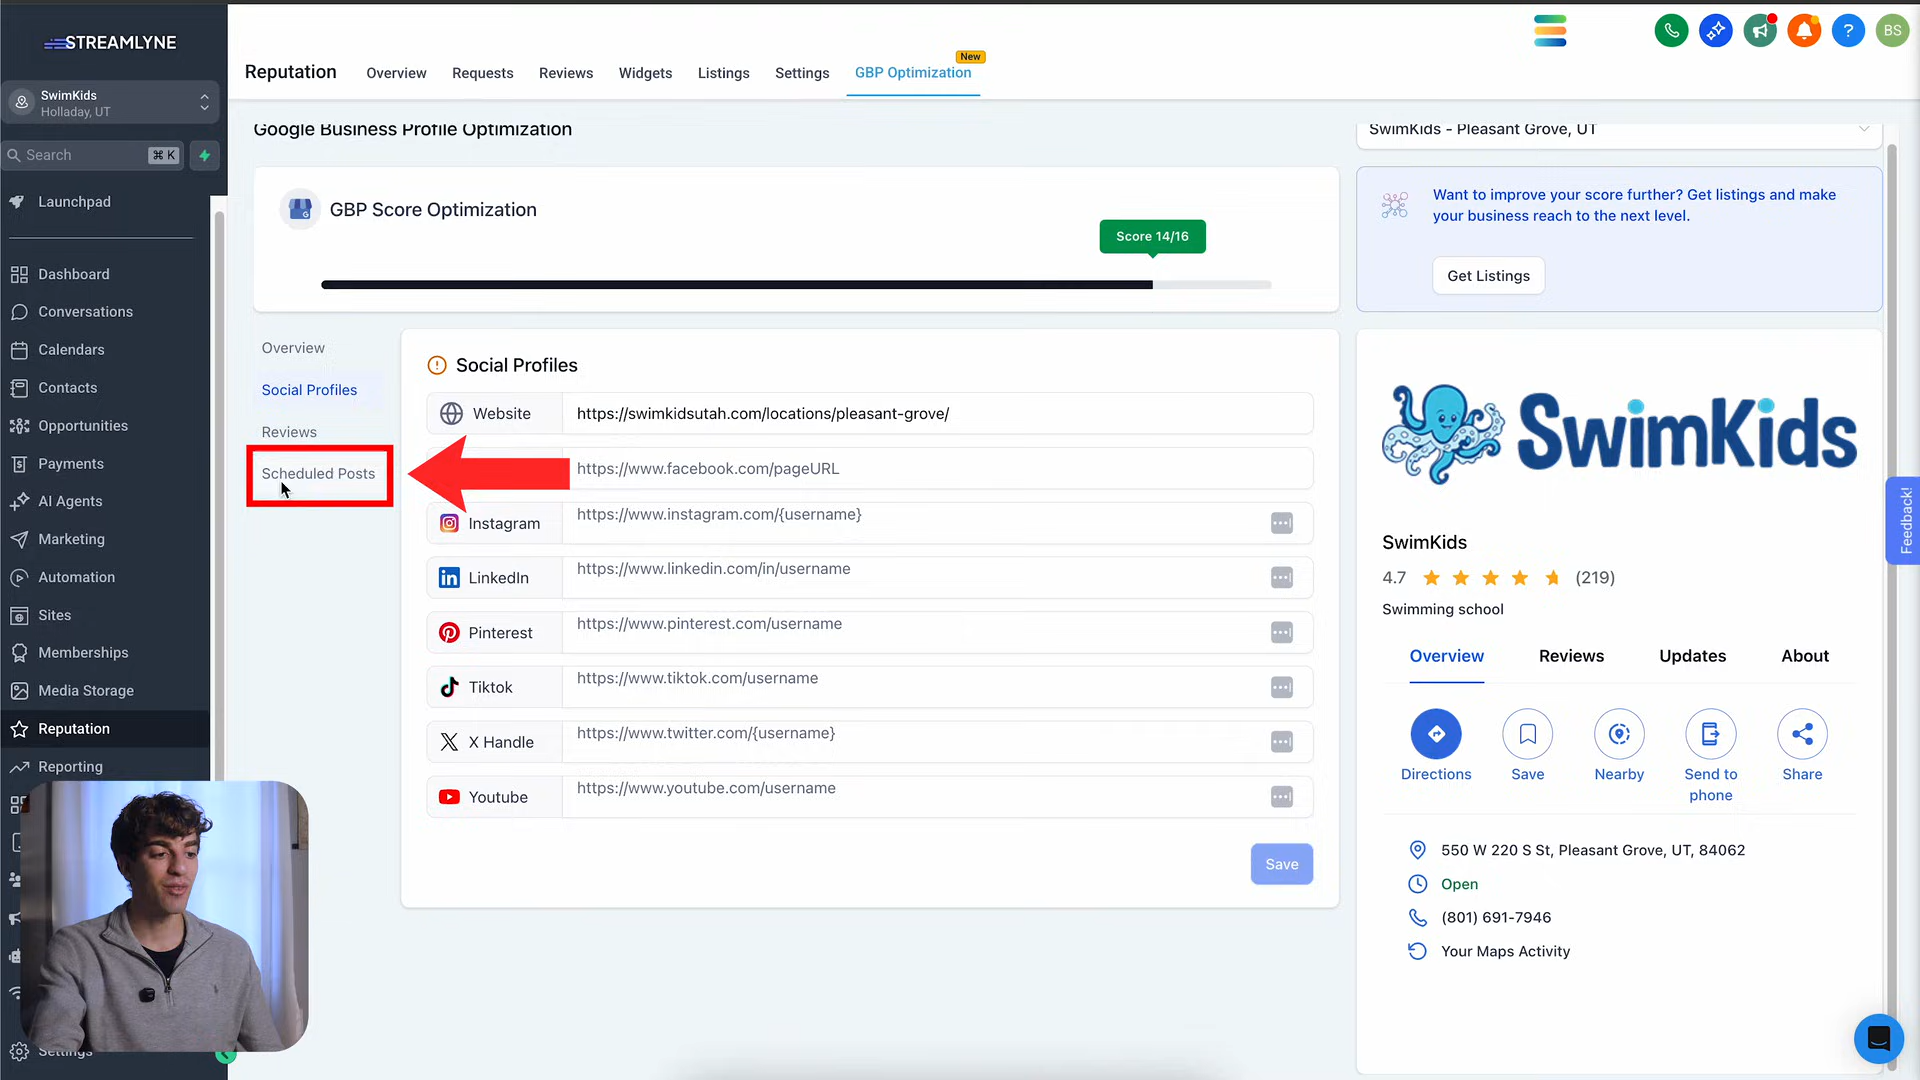 STREAMLYNE
SwimKids
Holladay, UT
Search
⌘ K
Launchpad
Dashboard
Conversations
Calendars
Contacts
Opportunities
Payments
AI Agents
Marketing
Automation
Sites
Memberships
Media Storage
Reputation
Reporting
Settings
Reputation
Overview
Requests
Reviews
Widgets
Listings
Settings
GBP Optimization
New
BS
Google Business Profile Optimization
SwimKids - Pleasant Grove, UT
GBP Score Optimization
Score 14/16
Want to improve your score further? Get listings and make
your business reach to the next level.
Get Listings
Overview
Social Profiles
Reviews
Scheduled Posts
Social Profiles
Website
https://swimkidsutah.com/locations/pleasant-grove/
https://www.facebook.com/pageURL
Instagram
https://www.instagram.com/{username}
LinkedIn
https://www.linkedin.com/in/username
Pinterest
https://www.pinterest.com/username
Tiktok
https://www.tiktok.com/username
X Handle
https://www.twitter.com/{username}
Youtube
https://www.youtube.com/username
Save
SwimKids
SwimKids
4.7
(219)
Swimming school
Overview
Reviews
Updates
About
Directions
Save
Nearby
Send to
phone
Share
550 W 220 S St, Pleasant Grove, UT, 84062
Open
(801) 691-7946
Your Maps Activity
Feedback!